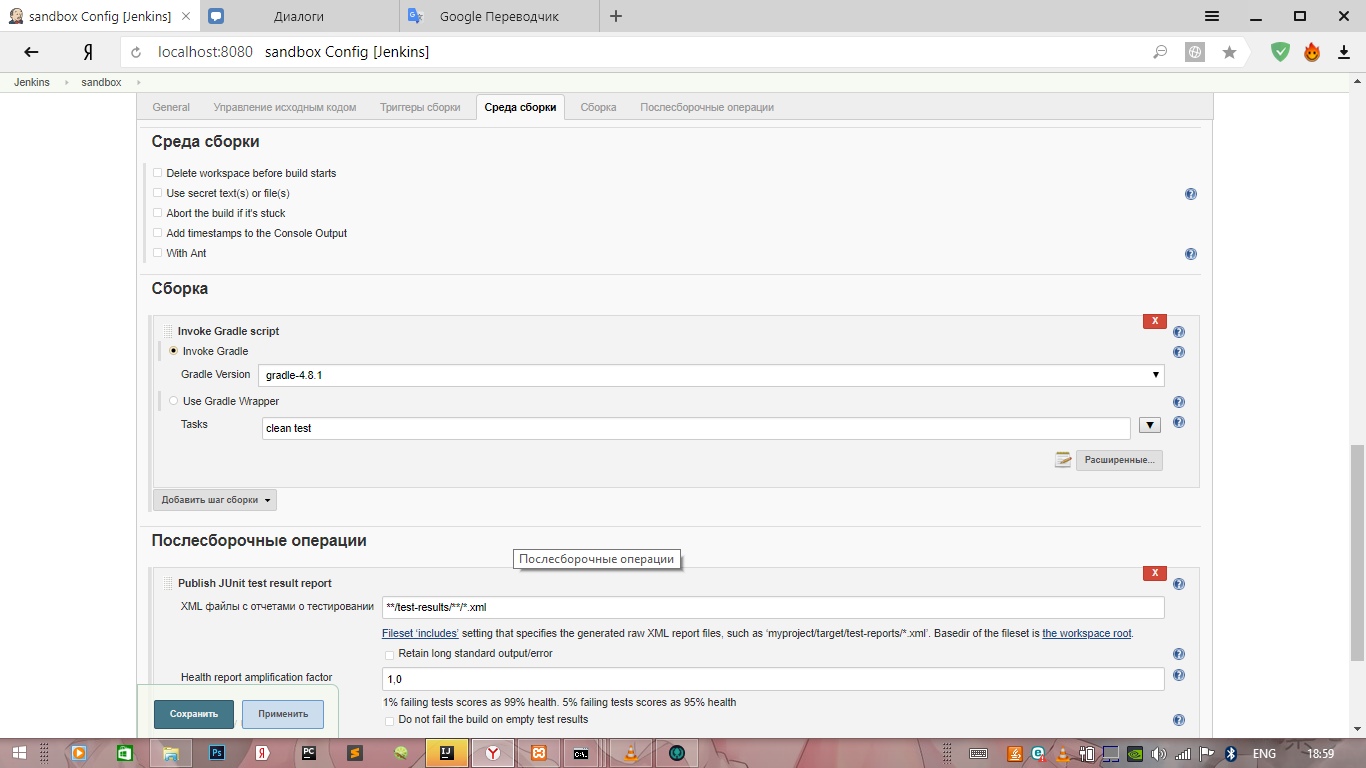 sandbox Config [Jenkins]
Диалоги
Google Переводчик
Я
localhost:8080 sandbox Config [Jenkins]
Jenkins
sandbox
General
Управление исходным кодом
Триггеры сборки
Среда сборки
Сборка
Послесборочные операции
Среда сборки
Delete workspace before build starts
Use secret text(s) or file(s)
Abort the build if it's stuck
Add timestamps to the Console Output
With Ant
Сборка
X
Invoke Gradle script
Invoke Gradle
Gradle Version
gradle-4.8.1
Use Gradle Wrapper
Tasks
clean test
Расширенные...
Добавить шаг сборки
Послесборочные операции
Послесборочные операции
X
Publish JUnit test result report
XML файлы с отчетами о тестировании
**/test-results/**/*.xml
Fileset 'includes' setting that specifies the generated raw XML report files, such as 'myproject/target/test-reports/*.xml'. Basedir of the fileset is the workspace root.
Retain long standard output/error
Health report amplification factor
1,0
1% failing tests scores as 99% health. 5% failing tests scores as 95% health
Do not fail the build on empty test results
Сохранить
Применить
Ps
Я
PC
IJ
Y
C:\_
ENG
18:59